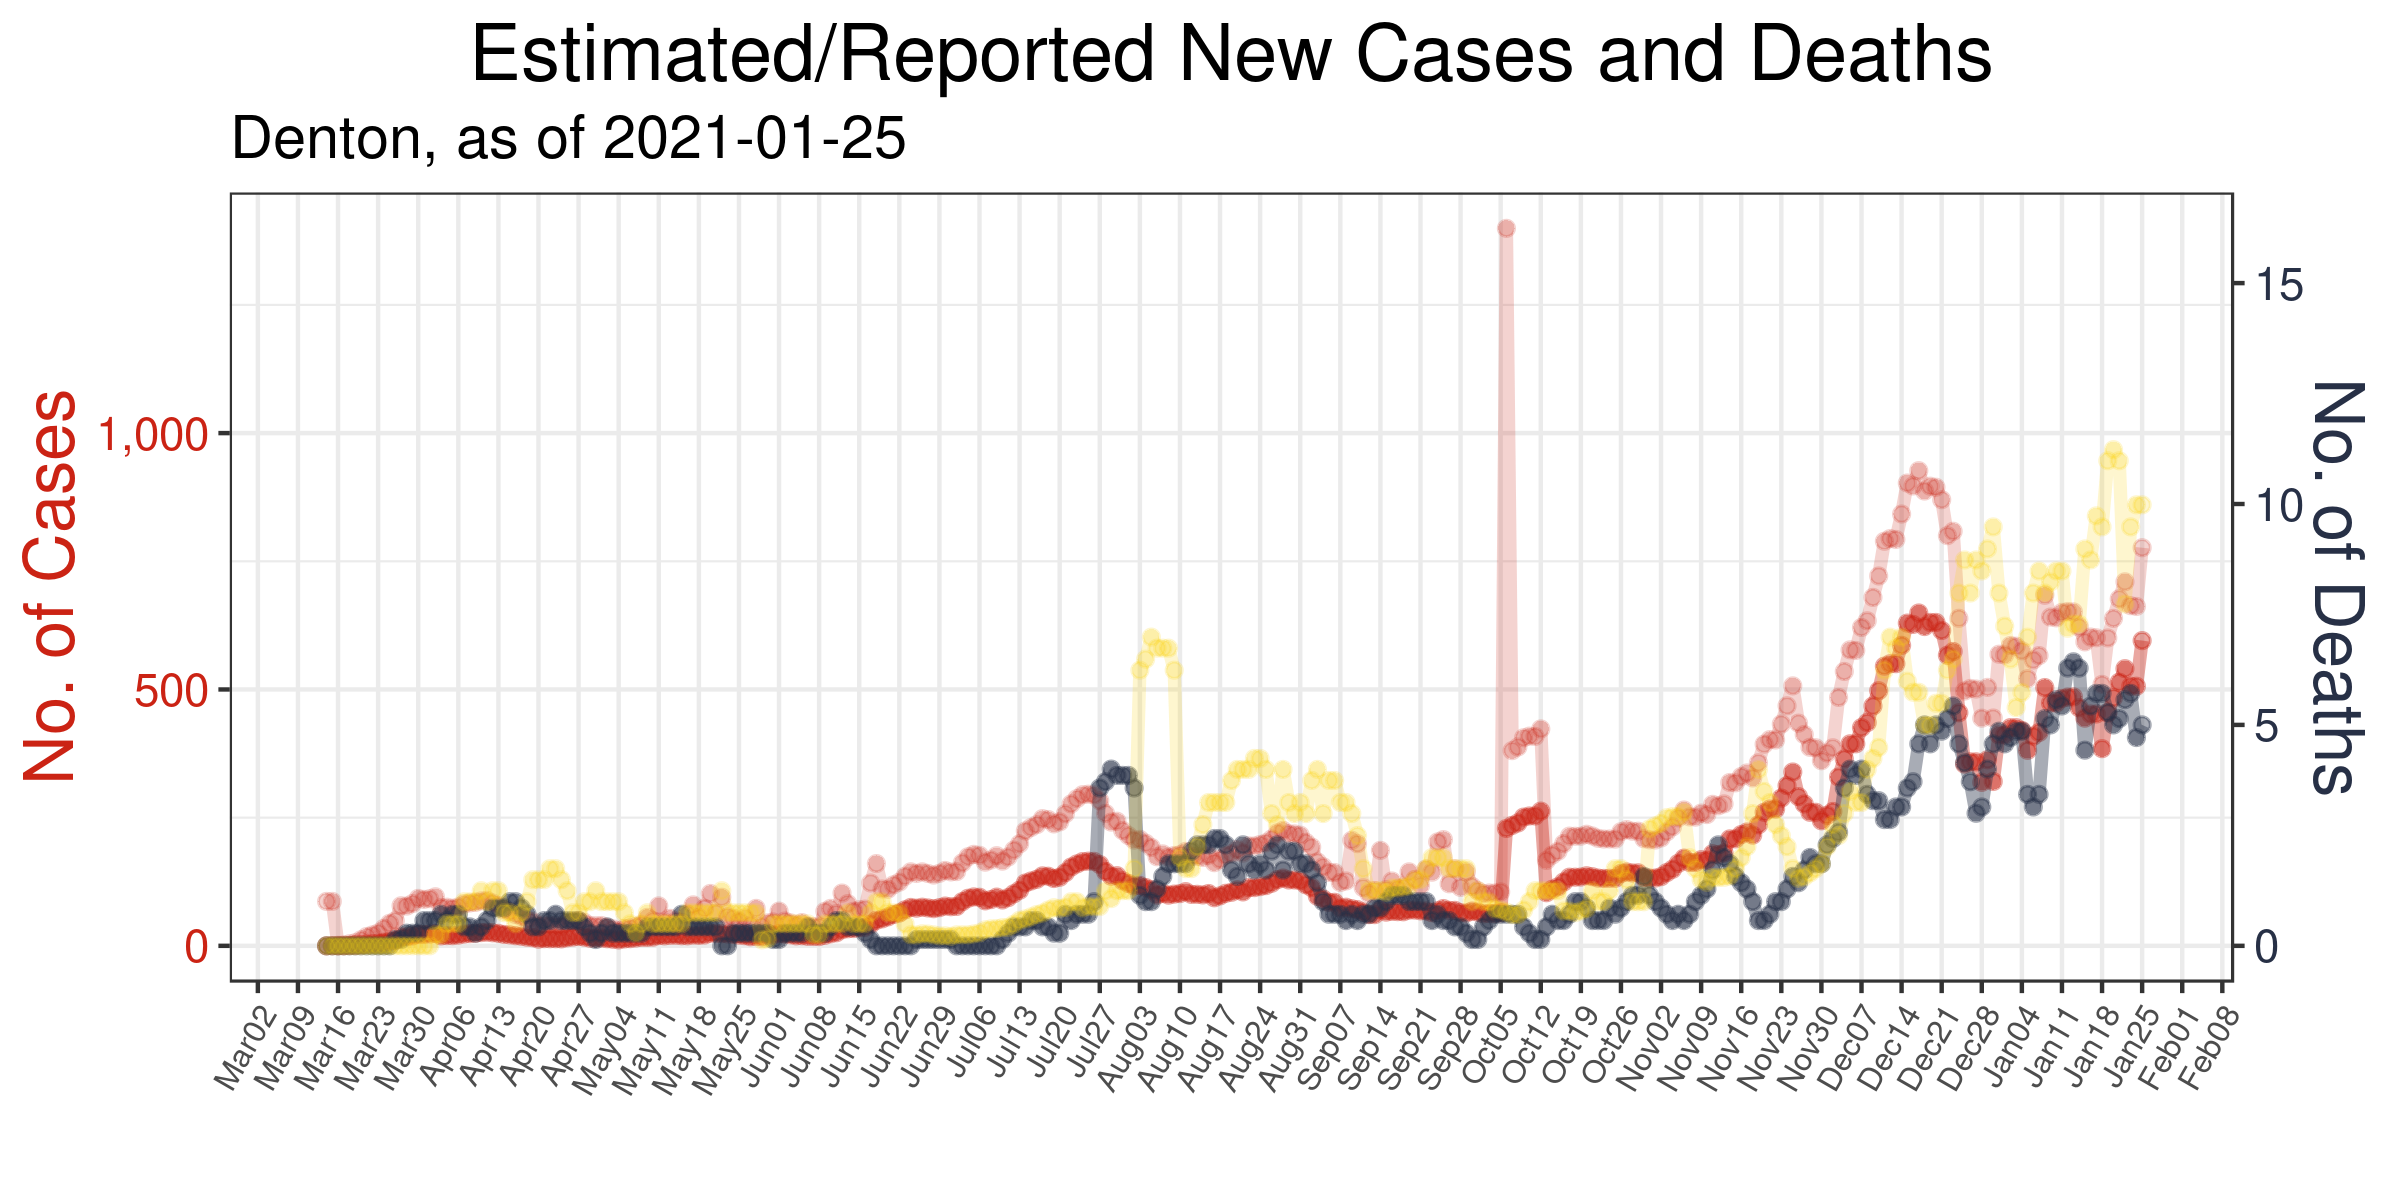 Estimated/Reported New Cases and Deaths
Denton, as of 2021-01-25
No. of Cases
1,000
500
0
No. of Deaths
15
10
5
0
Mar02
Mar09
Mar16
Mar23
Mar30
Apr06
Apr13
Apr20
Apr27
May04
May11
May18
May25
Jun01
Jun08
Jun15
Jun22
Jun29
Jul06
Jul13
Jul20
Jul27
Aug03
Aug10
Aug17
Aug24
Aug31
Sep07
Sep14
Sep21
Sep28
Oct05
Oct12
Oct19
Oct26
Nov02
Nov09
Nov16
Nov23
Nov30
Dec07
Dec14
Dec21
Dec28
Jan04
Jan11
Jan18
Jan25
Feb01
Feb08